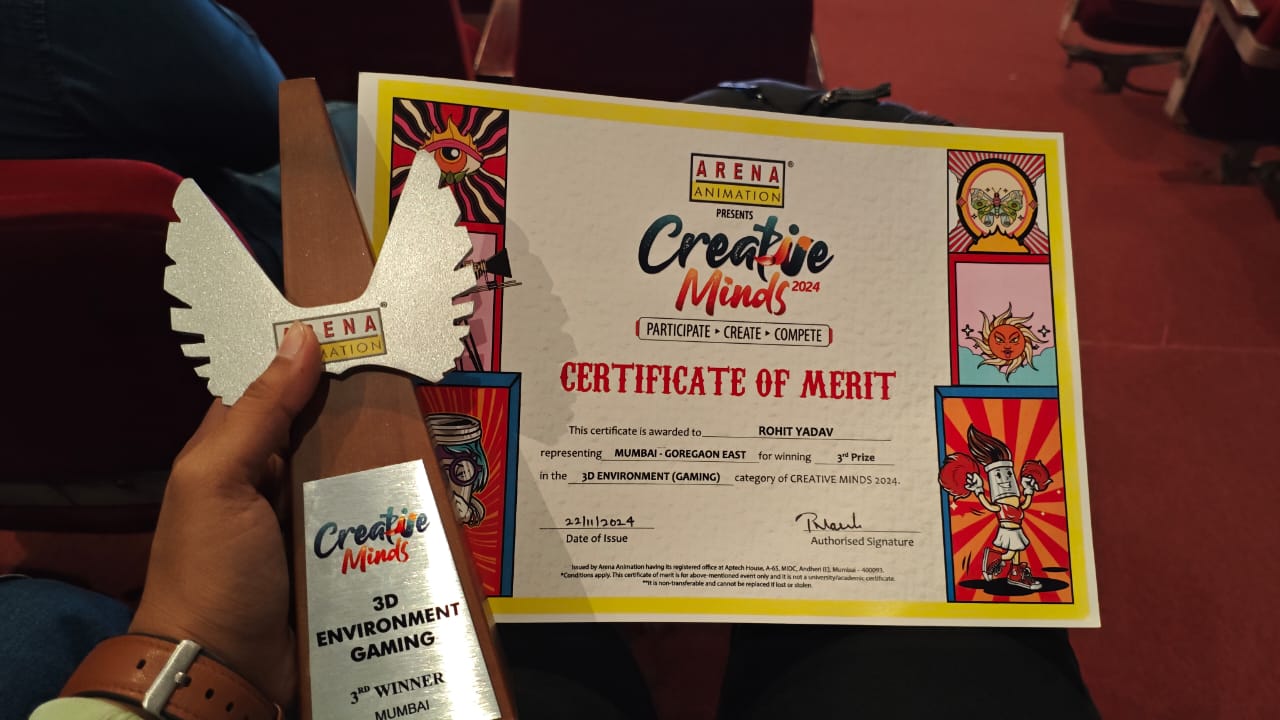 ARENA
ANIMATION
®
PRESENTS
Creative
Minds 2024
PARTICIPATE ▸ CREATE ▸ COMPETE
CERTIFICATE OF MERIT
This certificate is awarded to ROHIT YADAV
representing MUMBAI - GOREGAON EAST for winning 3rd Prize
in the 3D ENVIRONMENT (GAMING) category of CREATIVE MINDS 2024.
22/11/2024
Date of Issue
Authorised Signature
Issued by Arena Animation having its registered office at Aptech House, A-65, MIDC, Andheri (E), Mumbai - 400093.
*Conditions apply. This certificate of merit is for above-mentioned event only and it is not a university/academic certificate.
**It is non-transferable and cannot be replaced if lost or stolen.
ARENA
ANIMATION
®
Creative
Minds
3D
ENVIRONMENT
GAMING
3RD WINNER
MUMBAI